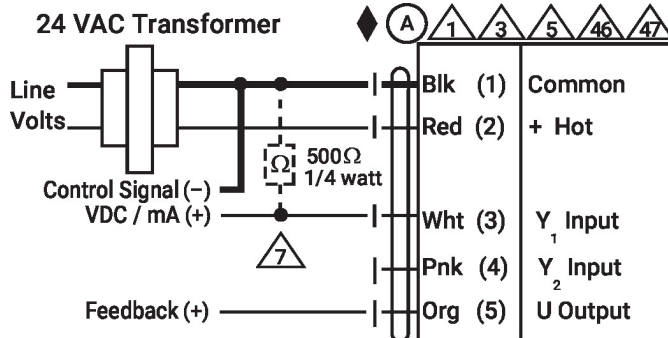 24 VAC Transformer
A 1 3 5 46 47
Line
Volts
Blk (1) Common
Red (2) + Hot
Ω 500Ω
1/4 watt
Control Signal (−)
VDC / mA (+)
Wht (3) Y1 Input
7
Pnk (4) Y2 Input
Feedback (+)
Org (5) U Output